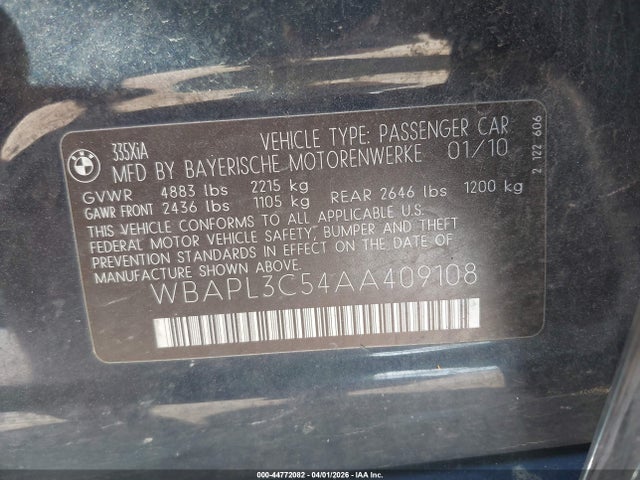 335XiA VEHICLE TYPE: PASSENGER CAR
MFD BY BAYERISCHE MOTORENWERKE 01/10
GVWR 4883 lbs 2215 kg
GAWR FRONT 2436 lbs 1105 kg REAR 2646 lbs 1200 kg
THIS VEHICLE CONFORMS TO ALL APPLICABLE U.S.
FEDERAL MOTOR VEHICLE SAFETY, BUMPER AND THEFT
PREVENTION STANDARDS IN EFFECT ON THE DATE OF
MANUFACTURE SHOWN ABOVE.
WBAPL3C54AA409108
2 122 606
000-44772082 - 04/01/2026 - IAA Inc.